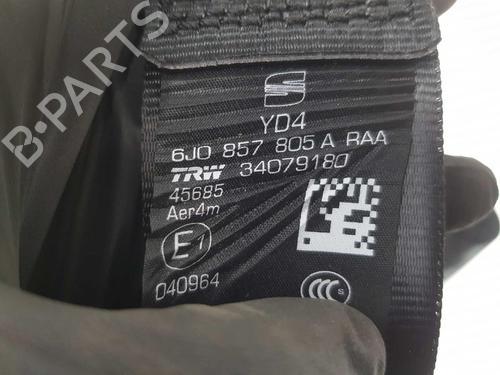 YD4
6J0 857 805 A RAA
TRW 34079180
45685
Aer4m
E1
040964
CCC S
B-PARTS